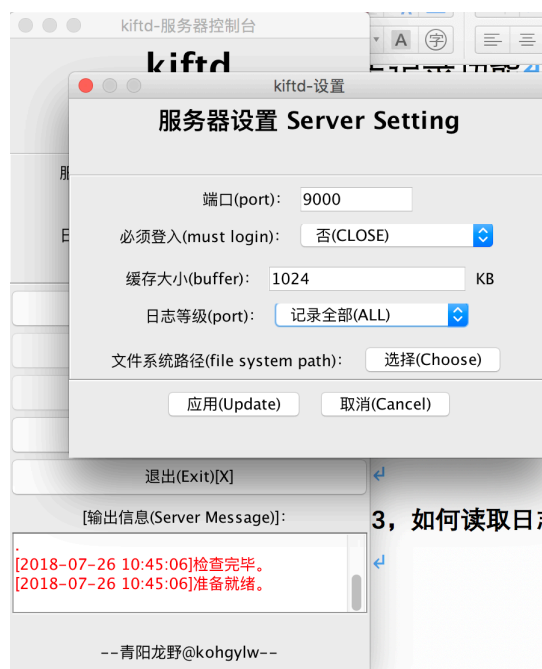 kiftd-服务器控制台
kiftd
kiftd-设置
服务器设置 Server Setting
端口(port): 9000
必须登入(must login): 否(CLOSE)
缓存大小(buffer): 1024 KB
日志等级(port): 记录全部(ALL)
文件系统路径(file system path): 选择(Choose)
应用(Update) 取消(Cancel)
退出(Exit)[X]
[输出信息(Server Message)]:
[2018-07-26 10:45:06]检查完毕。
[2018-07-26 10:45:06]准备就绪。
--青阳龙野@kohgylw--
A 字
3，如何读取日志